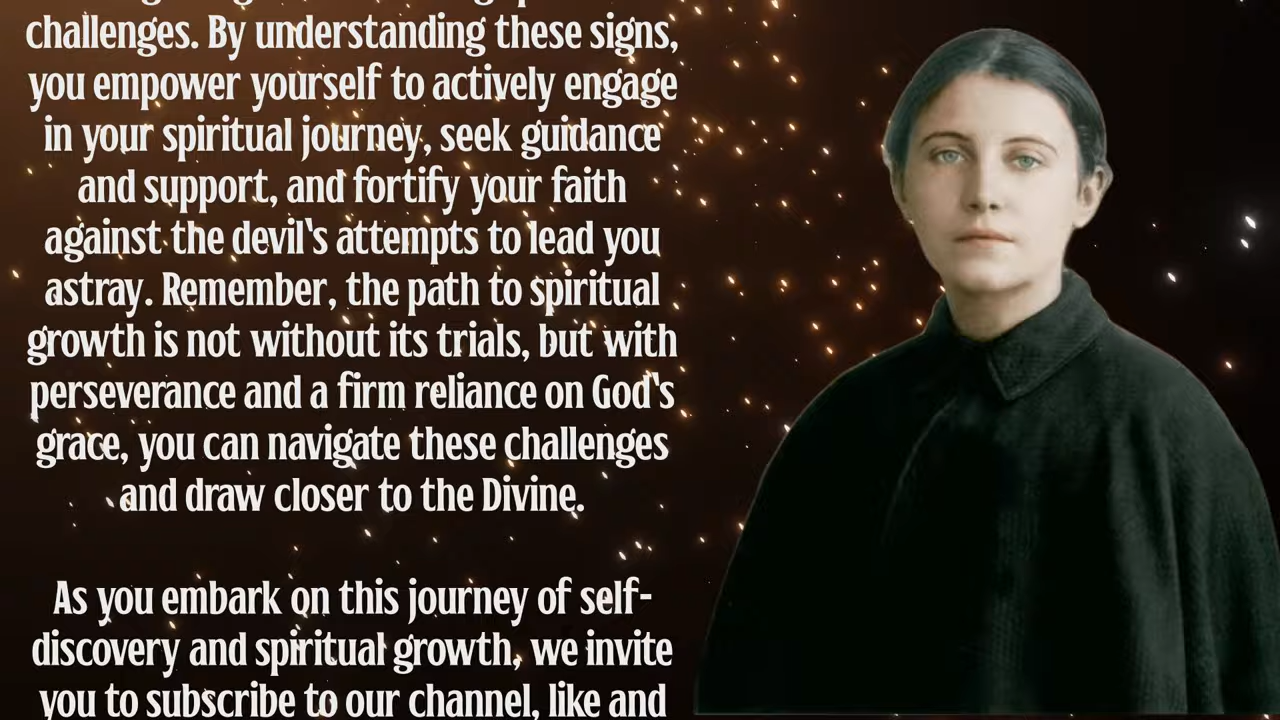 challenges. By understanding these signs,
you empower yourself to actively engage
in your spiritual journey, seek guidance
and support, and fortify your faith
against the devil's attempts to lead you
astray. Remember, the path to spiritual
growth is not without its trials, but with
perseverance and a firm reliance on God's
grace, you can navigate these challenges
and draw closer to the Divine.
As you embark on this journey of self-
discovery and spiritual growth, we invite
you to subscribe to our channel, like and